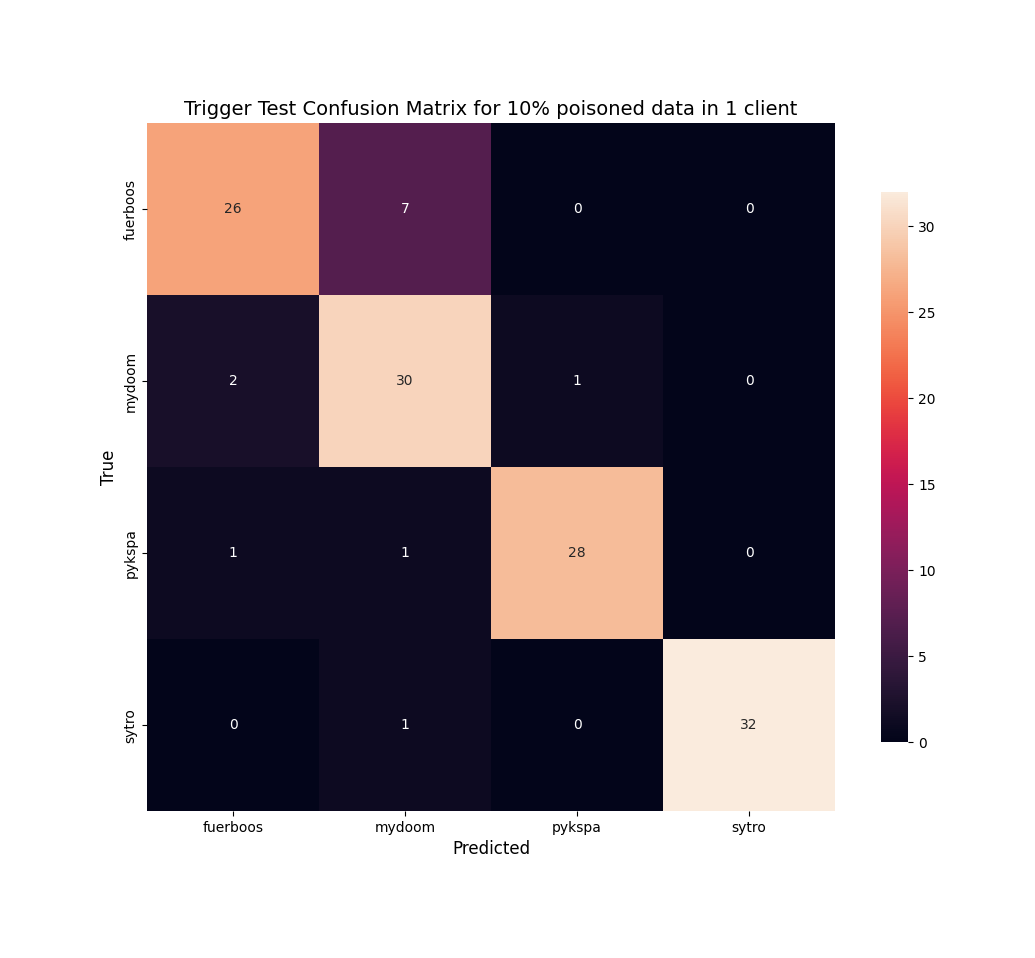 Trigger Test Confusion Matrix for 10% poisoned data in 1 client
fuerboos
26
7
0
0
mydoom
2
30
1
0
pykspa
1
1
28
0
sytro
0
1
0
32
True
fuerboos
mydoom
pykspa
sytro
Predicted
30
25
20
15
10
5
0